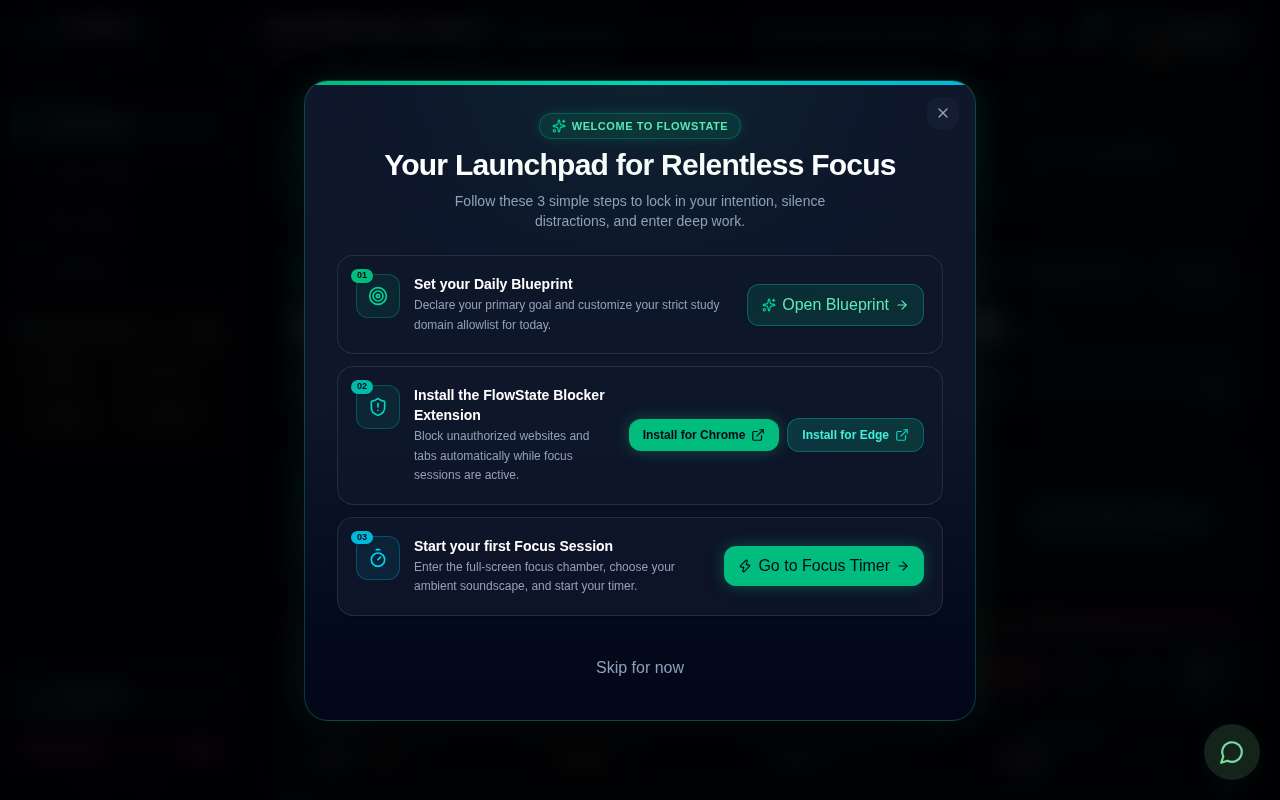 WELCOME TO FLOWSTATE
Your Launchpad for Relentless Focus
Follow these 3 simple steps to lock in your intention, silence
distractions, and enter deep work.
01
Set your Daily Blueprint
Declare your primary goal and customize your strict study
domain allowlist for today.
Open Blueprint
02
Install the FlowState Blocker
Extension
Block unauthorized websites and
tabs automatically while focus
sessions are active.
Install for Chrome
Install for Edge
03
Start your first Focus Session
Enter the full-screen focus chamber, choose your
ambient soundscape, and start your timer.
Go to Focus Timer
Skip for now